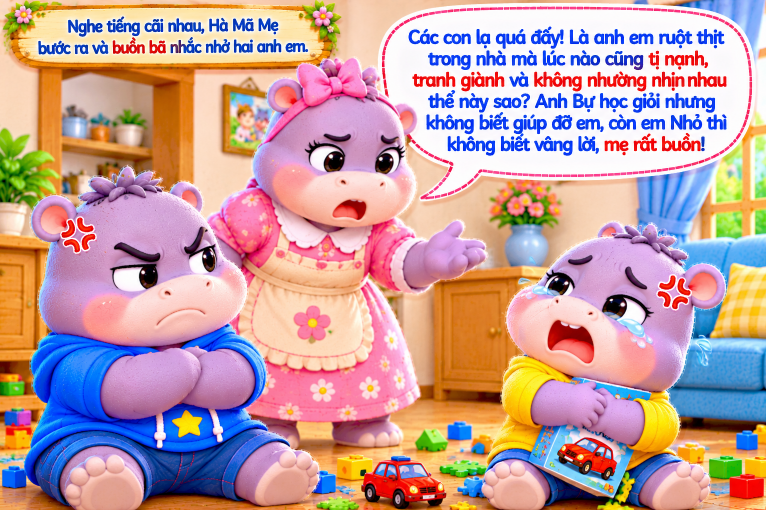 Nghe tiếng cãi nhau, Hà Mã Mẹ
bước ra và buồn bã nhắc nhở hai anh em.
Các con lạ quá đấy! Là anh em ruột thịt
trong nhà mà lúc nào cũng tị nạnh,
tranh giành và không nhường nhịn nhau
thế này sao? Anh Bự học giỏi nhưng
không biết giúp đỡ em, còn em Nhỏ thì
không biết vâng lời, mẹ rất buồn!